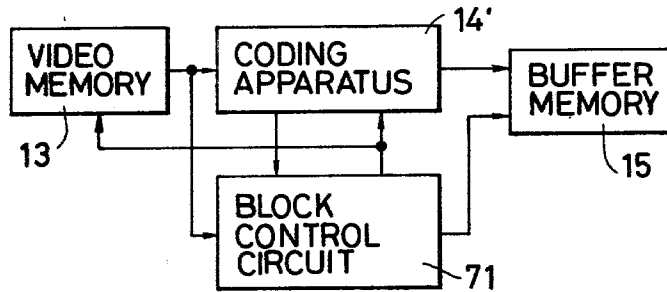 14'
VIDEO
MEMORY
13
CODING
APPARATUS
BUFFER
MEMORY
15
BLOCK
CONTROL
CIRCUIT
71